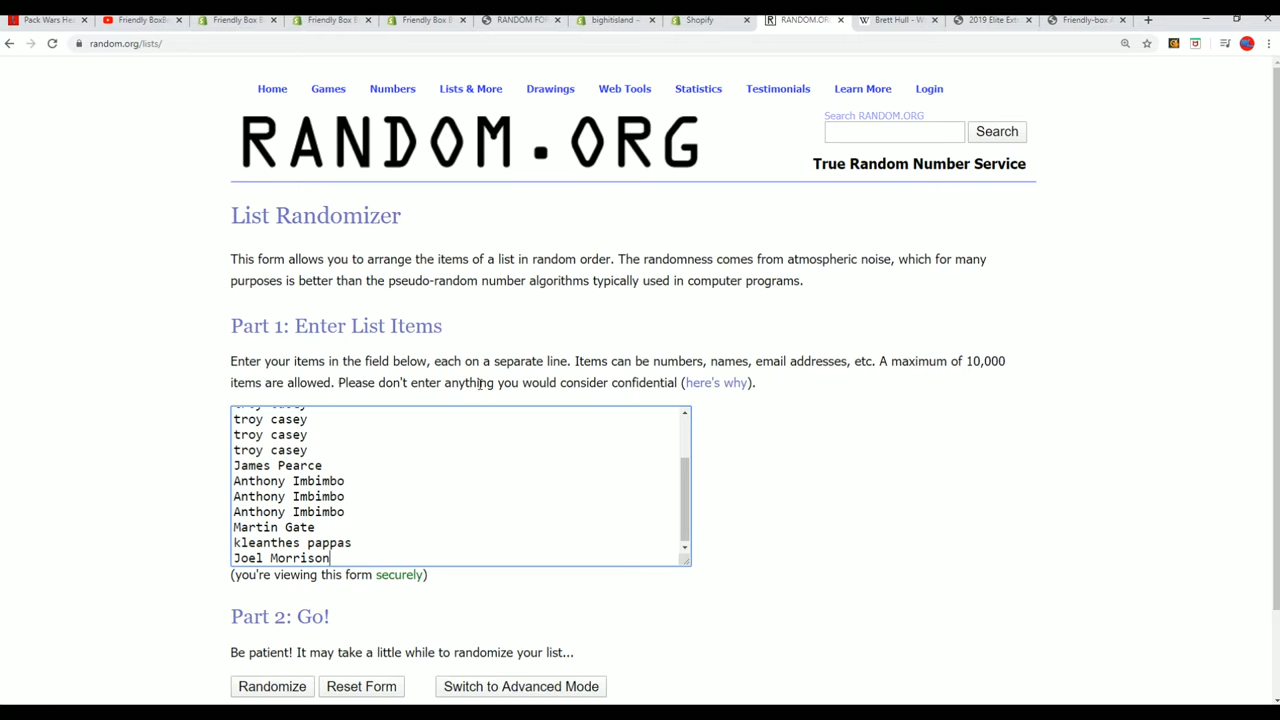 Pack Wars Hea
Friendly BoxBr
Friendly Box B
Friendly Box B
Friendly Box B
RANDOM FO
bighitisland –
Shopify
RANDOM.OR
Brett Hull - W
2019 Elite Ext
Friendly-box
random.org/lists/
Home Games Numbers Lists & More Drawings Web Tools Statistics Testimonials Learn More Login
RANDOM.ORG
Search RANDOM.ORG
Search
True Random Number Service
List Randomizer
This form allows you to arrange the items of a list in random order. The randomness comes from atmospheric noise, which for many
purposes is better than the pseudo-random number algorithms typically used in computer programs.
Part 1: Enter List Items
Enter your items in the field below, each on a separate line. Items can be numbers, names, email addresses, etc. A maximum of 10,000
items are allowed. Please don't enter anything you would consider confidential (here's why).
troy casey
troy casey
troy casey
James Pearce
Anthony Imbimbo
Anthony Imbimbo
Anthony Imbimbo
Martin Gate
kleanthes pappas
Joel Morrison
(you're viewing this form securely)
Part 2: Go!
Be patient! It may take a little while to randomize your list...
Randomize Reset Form Switch to Advanced Mode